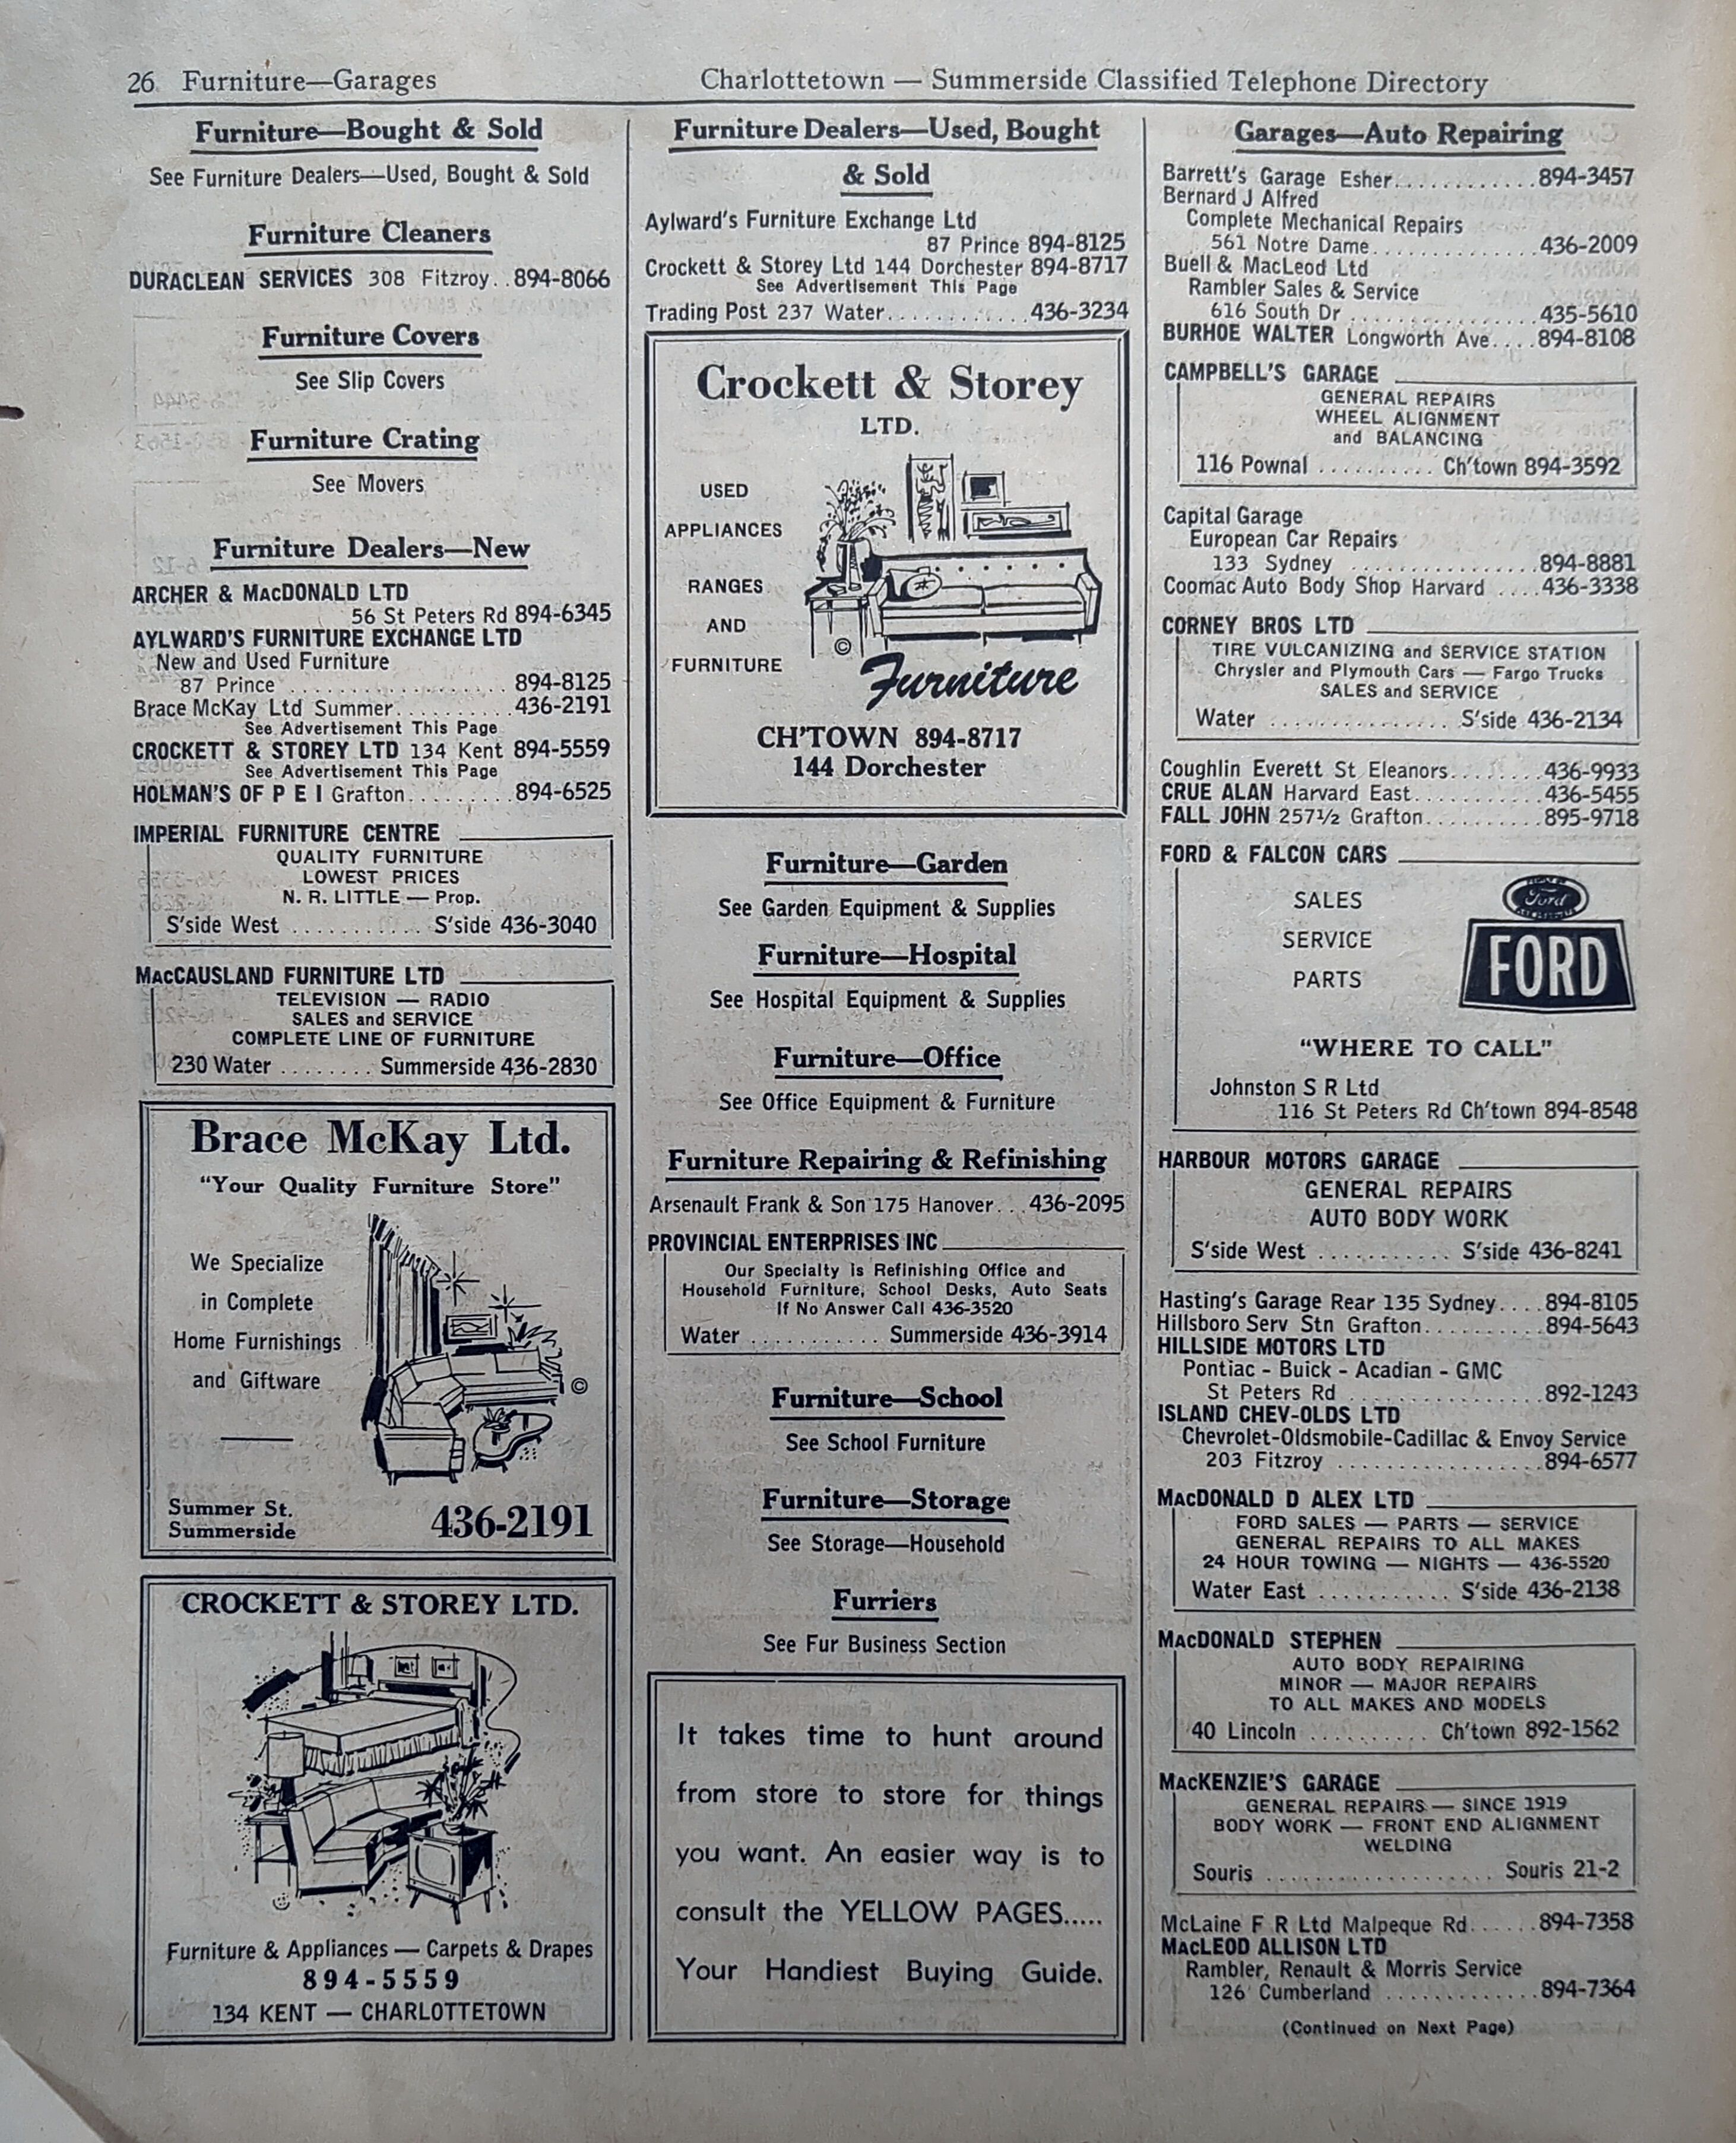 26 Furniture—Garages
Charlottetown — Summerside Classified Telephone Directory
Furniture—Bought & Sold
See Furniture Dealers—Used, Bought & Sold
Furniture Cleaners
DURACLEAN SERVICES 308 Fitzroy..894-8066
Furniture Covers
See Slip Covers
Furniture Crating
See Movers
Furniture Dealers—New
ARCHER & MacDONALD LTD
56 St Peters Rd 894-6345
AYLWARD'S FURNITURE EXCHANGE LTD
New and Used Furniture
87 Prince ................... 894-8125
Brace McKay Ltd Summer..........436-2191
See Advertisement This Page
CROCKETT & STOREY LTD 134 Kent 894-5559
See Advertisement This Page
HOLMAN'S OF P E I Grafton.........894-6525
IMPERIAL FURNITURE CENTRE
QUALITY FURNITURE
LOWEST PRICES
N. R. LITTLE — Prop.
S'side West ........... S'side 436-3040
MacCAUSLAND FURNITURE LTD
TELEVISION — RADIO
SALES and SERVICE
COMPLETE LINE OF FURNITURE
230 Water ........ Summerside 436-2830
Brace McKay Ltd.
"Your Quality Furniture Store"
We Specialize
in Complete
Home Furnishings
and Giftware
©
Summer St.
Summerside
436-2191
CROCKETT & STOREY LTD.
Furniture & Appliances — Carpets & Drapes
894-5559
134 KENT — CHARLOTTETOWN
Furniture Dealers—Used, Bought
& Sold
Aylward's Furniture Exchange Ltd
87 Prince 894-8125
Crockett & Storey Ltd 144 Dorchester 894-8717
See Advertisement This Page
Trading Post 237 Water............436-3234
Crockett & Storey
LTD.
USED
APPLIANCES
RANGES
AND
FURNITURE
©
Furniture
CH'TOWN 894-8717
144 Dorchester
Furniture—Garden
See Garden Equipment & Supplies
Furniture—Hospital
See Hospital Equipment & Supplies
Furniture—Office
See Office Equipment & Furniture
Furniture Repairing & Refinishing
Arsenault Frank & Son 175 Hanover...436-2095
PROVINCIAL ENTERPRISES INC
Our Specialty is Refinishing Office and
Household Furniture, School Desks, Auto Seats
If No Answer Call 436-3520
Water ........... Summerside 436-3914
Furniture—School
See School Furniture
Furniture—Storage
See Storage—Household
Furriers
See Fur Business Section
It takes time to hunt around
from store to store for things
you want. An easier way is to
consult the YELLOW PAGES.....
Your Handiest Buying Guide.
Garages—Auto Repairing
Barrett's Garage Esher............894-3457
Bernard J Alfred
Complete Mechanical Repairs
561 Notre Dame..............436-2009
Buell & MacLeod Ltd
Rambler Sales & Service
616 South Dr ................435-5610
BURHOE WALTER Longworth Ave....894-8108
CAMPBELL'S GARAGE
GENERAL REPAIRS
WHEEL ALIGNMENT
and BALANCING
116 Pownal .......... Ch'town 894-3592
Capital Garage
European Car Repairs
133 Sydney ................894-8881
Coomac Auto Body Shop Harvard ....436-3338
CORNEY BROS LTD
TIRE VULCANIZING and SERVICE STATION
Chrysler and Plymouth Cars — Fargo Trucks
SALES and SERVICE
Water ............... S'side 436-2134
Coughlin Everett St Eleanors........436-9933
CRUE ALAN Harvard East...........436-5455
FALL JOHN 257½ Grafton..........895-9718
FORD & FALCON CARS
SALES
SERVICE
PARTS
Ford
FORD
"WHERE TO CALL"
Johnston S R Ltd
116 St Peters Rd Ch'town 894-8548
HARBOUR MOTORS GARAGE
GENERAL REPAIRS
AUTO BODY WORK
S'side West ........... S'side 436-8241
Hasting's Garage Rear 135 Sydney....894-8105
Hillsboro Serv Stn Grafton..........894-5643
HILLSIDE MOTORS LTD
Pontiac - Buick - Acadian - GMC
St Peters Rd ................892-1243
ISLAND CHEV-OLDS LTD
Chevrolet-Oldsmobile-Cadillac & Envoy Service
203 Fitzroy .................894-6577
MacDONALD D ALEX LTD
FORD SALES — PARTS — SERVICE
GENERAL REPAIRS TO ALL MAKES
24 HOUR TOWING — NIGHTS — 436-5520
Water East ........... S'side 436-2138
MacDONALD STEPHEN
AUTO BODY REPAIRING
MINOR — MAJOR REPAIRS
TO ALL MAKES AND MODELS
40 Lincoln .......... Ch'town 892-1562
MacKENZIE'S GARAGE
GENERAL REPAIRS — SINCE 1919
BODY WORK — FRONT END ALIGNMENT
WELDING
Souris ................... Souris 21-2
McLaine F R Ltd Malpeque Rd......894-7358
MacLEOD ALLISON LTD
Rambler, Renault & Morris Service
126 Cumberland .............894-7364
(Continued on Next Page)